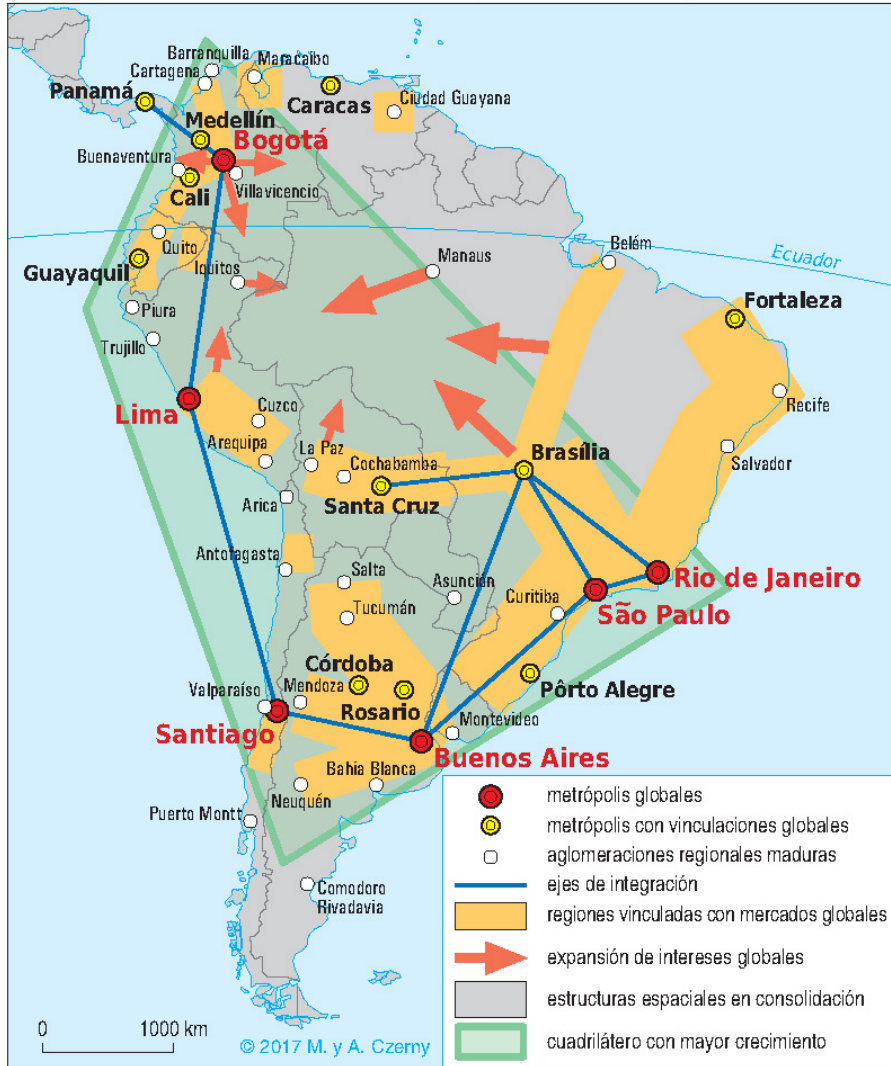 Barranquilla
Maracaibo
Cartagena
Panamá
Caracas
Ciudad Guayana
Medellín
Bogotá
Buenaventura
Cali
Villavicencio
Quito
Ecuador
Belém
Manaus
Guayaquil
Iquitos
Fortaleza
Piura
Trujillo
Recife
Lima
Cuzco
Arequipa
La Paz
Brasília
Salvador
Cochabamba
Santa Cruz
Arica
Antofagasta
Salta
Asunción
Rio de Janeiro
Tucumán
Curitiba
São Paulo
Córdoba
Valparaíso
Mendoza
Rosario
Pôrto Alegre
Santiago
Montevideo
Buenos Aires
Bahia Blanca
Neuquén
Puerto Montt
Comodoro
Rivadavia
metrópolis globales
metrópolis con vinculaciones globales
aglomeraciones regionales maduras
ejes de integración
regiones vinculadas con mercados globales
expansión de intereses globales
estructuras espaciales en consolidación
cuadrilátero con mayor crecimiento
0 1000 km
© 2017 M. y A. Czerny